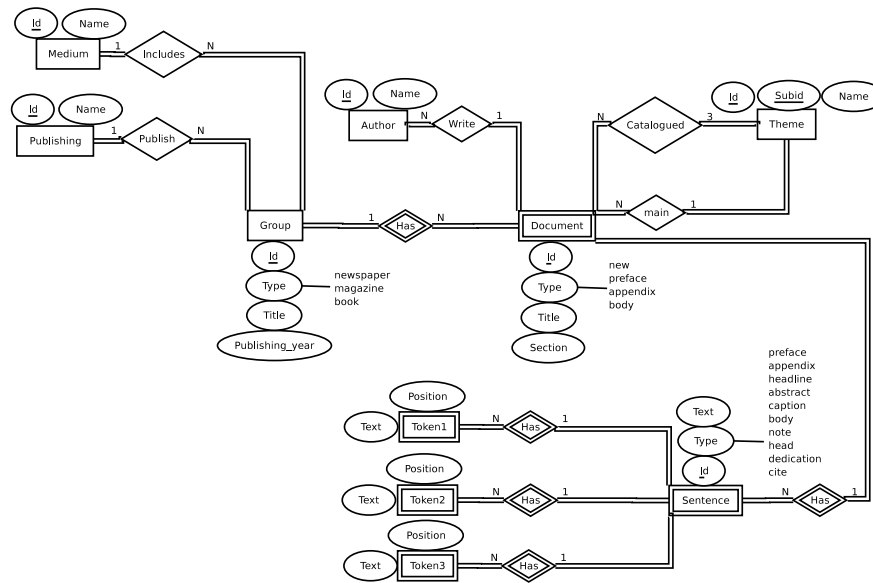 Id Name
Medium 1 Includes N
Id Name
Publishing 1 Publish N
Id Name
Author N Write 1
N Catalogued 3
Id Subid Name
Theme
N main 1
Group 1 Has N Document
Id
Type
newspaper
magazine
book
Title
Publishing_year
Id
Type
new
preface
appendix
body
Title
Section
Position
Text Token1 N Has 1
Position
Text Token2 N Has 1
Position
Text Token3 N Has 1
Text
Type
Id
preface
appendix
headline
abstract
caption
body
note
head
dedication
cite
Sentence N Has 1